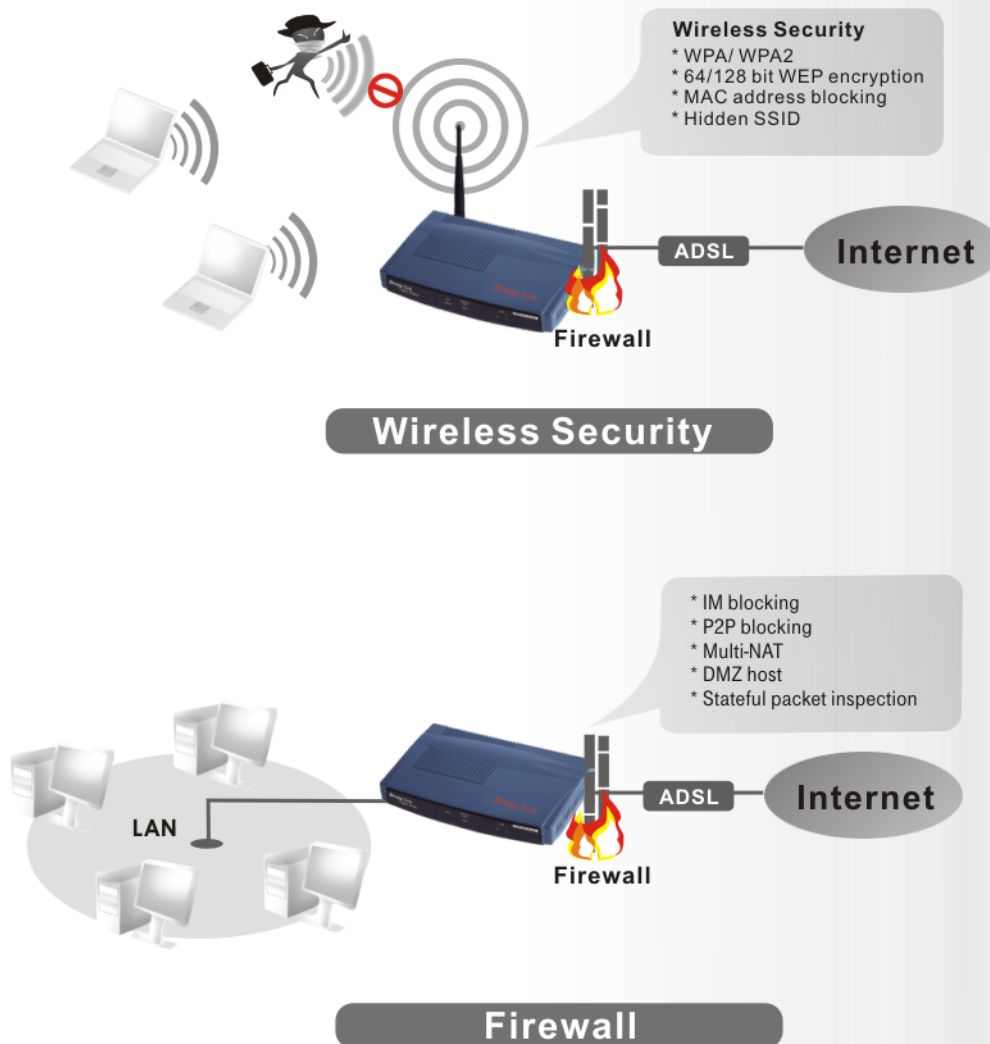 Wireless Security
* WPA/ WPA2
* 64/128 bit WEP encryption
* MAC address blocking
* Hidden SSID
ADSL
Internet
Firewall
Wireless Security
* IM blocking
* P2P blocking
* Multi-NAT
* DMZ host
* Stateful packet inspection
LAN
ADSL
Internet
Firewall
Firewall